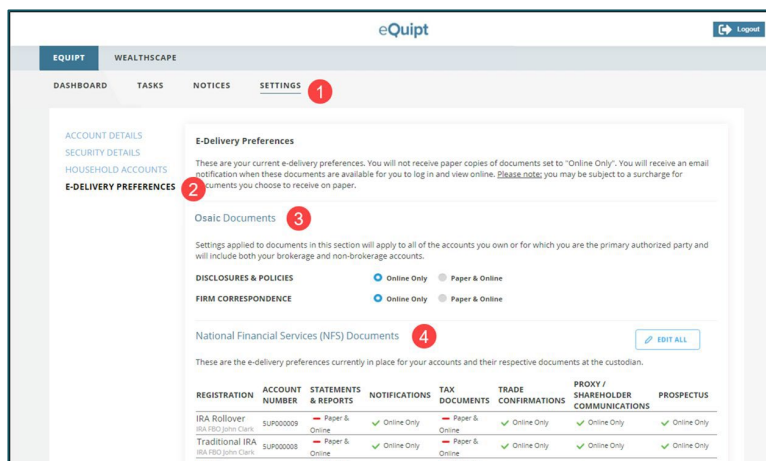 eQuipt
Logout
EQUIPT WEALTHSCAPE
DASHBOARD TASKS NOTICES SETTINGS 1
ACCOUNT DETAILS
SECURITY DETAILS
HOUSEHOLD ACCOUNTS
E-DELIVERY PREFERENCES 2
E-Delivery Preferences
These are your current e-delivery preferences. You will not receive paper copies of documents set to "Online Only". You will receive an email
notification when these documents are available for you to log in and view online. Please note: you may be subject to a surcharge for
documents you choose to receive on paper.
Osaic Documents 3
Settings applied to documents in this section will apply to all of the accounts you own or for which you are the primary authorized party and
will include both your brokerage and non-brokerage accounts.
DISCLOSURES & POLICIES Online Only Paper & Online
FIRM CORRESPONDENCE Online Only Paper & Online
National Financial Services (NFS) Documents 4 EDIT ALL
These are the e-delivery preferences currently in place for your accounts and their respective documents at the custodian.
REGISTRATION ACCOUNT NUMBER STATEMENTS & REPORTS NOTIFICATIONS TAX DOCUMENTS TRADE CONFIRMATIONS PROXY / SHAREHOLDER COMMUNICATIONS PROSPECTUS
IRA Rollover SUP000009 Paper & Online Online Only Paper & Online Online Only Online Only Online Only
IRA FBO John Clark
Traditional IRA SUP000008 Paper & Online Online Only Paper & Online Online Only Online Only Online Only
IRA FBO John Clark